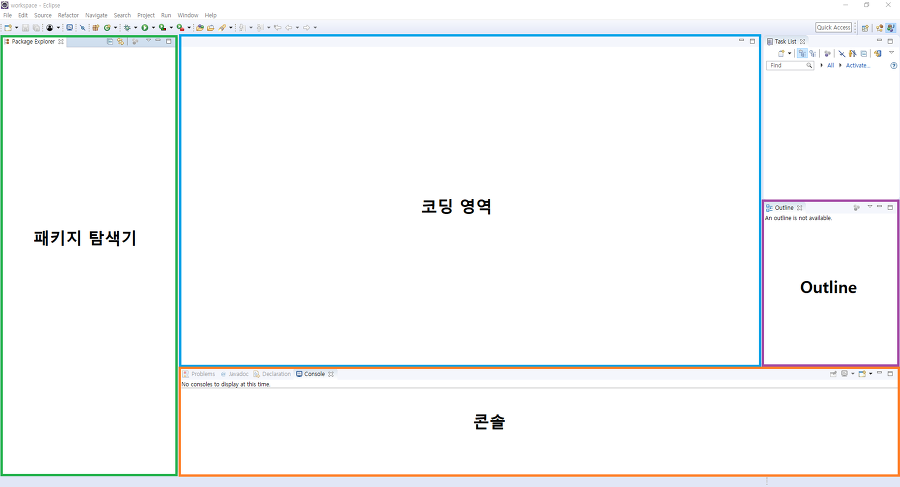 workspace - Eclipse
File Edit Source Refactor Navigate Search Project Run Window Help
Quick Access
Package Explorer
Task List
Find
All
Activate...
코딩 영역
패키지 탐색기
Outline
An outline is not available.
Outline
Problems @ Javadoc Declaration Console
No consoles to display at this time.
콘솔